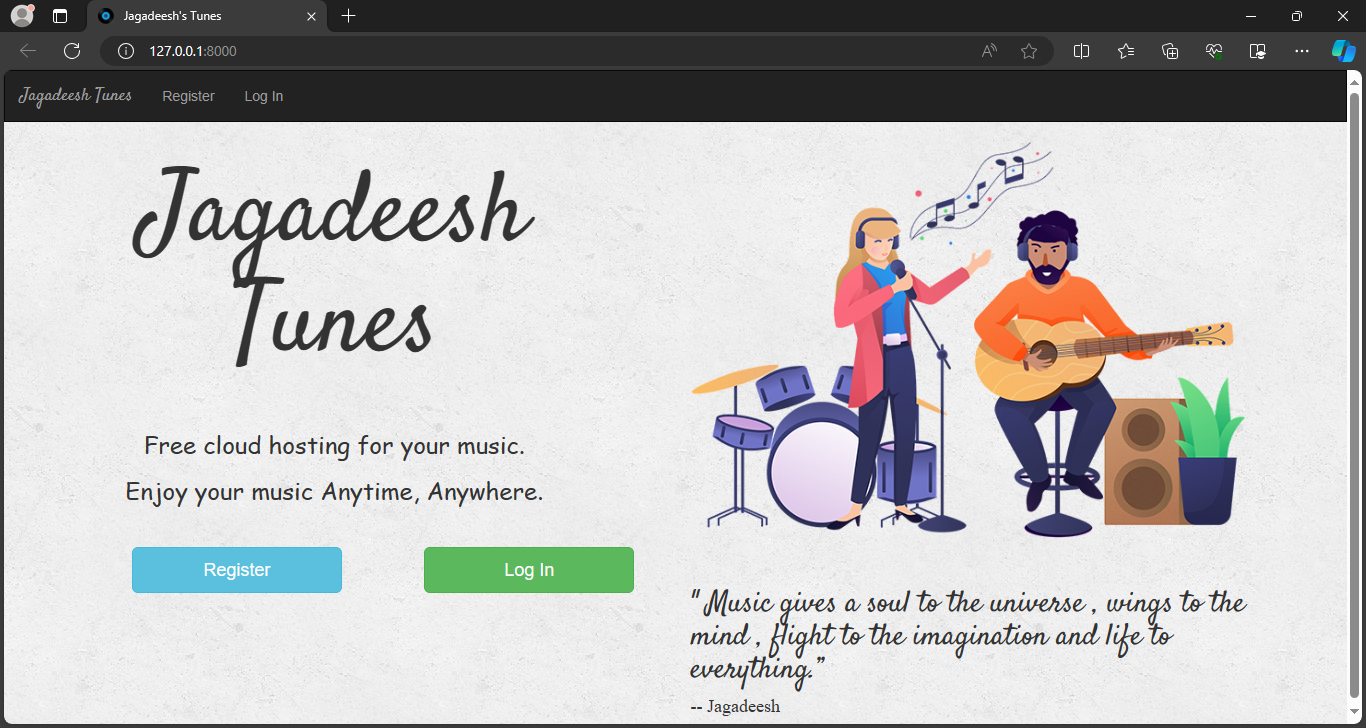 Jagadeesh's Tunes
127.0.0.1:8000
Jagadeesh Tunes
Register
Log In
Jagadeesh
Tunes
Free cloud hosting for your music.
Enjoy your music Anytime, Anywhere.
Register
Log In
"Music gives a soul to the universe , wings to the
mind , flight to the imagination and life to
everything.”
-- Jagadeesh